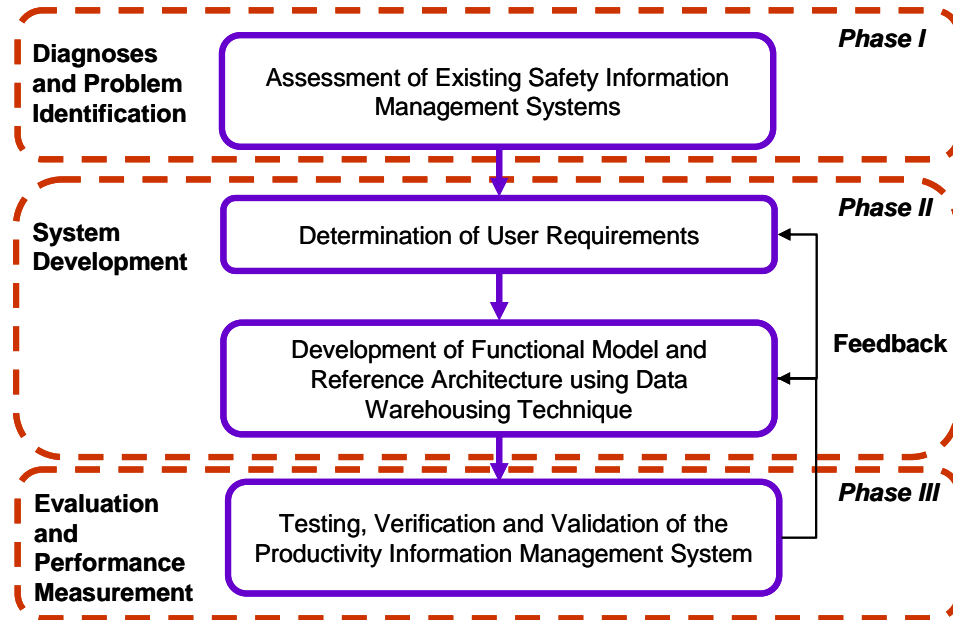 Phase I
Diagnoses
and Problem
Identification
Assessment of Existing Safety Information
Management Systems
Phase II
System
Development
Determination of User Requirements
Development of Functional Model and
Reference Architecture using Data
Warehousing Technique
Feedback
Phase III
Evaluation
and
Performance
Measurement
Testing, Verification and Validation of the
Productivity Information Management System